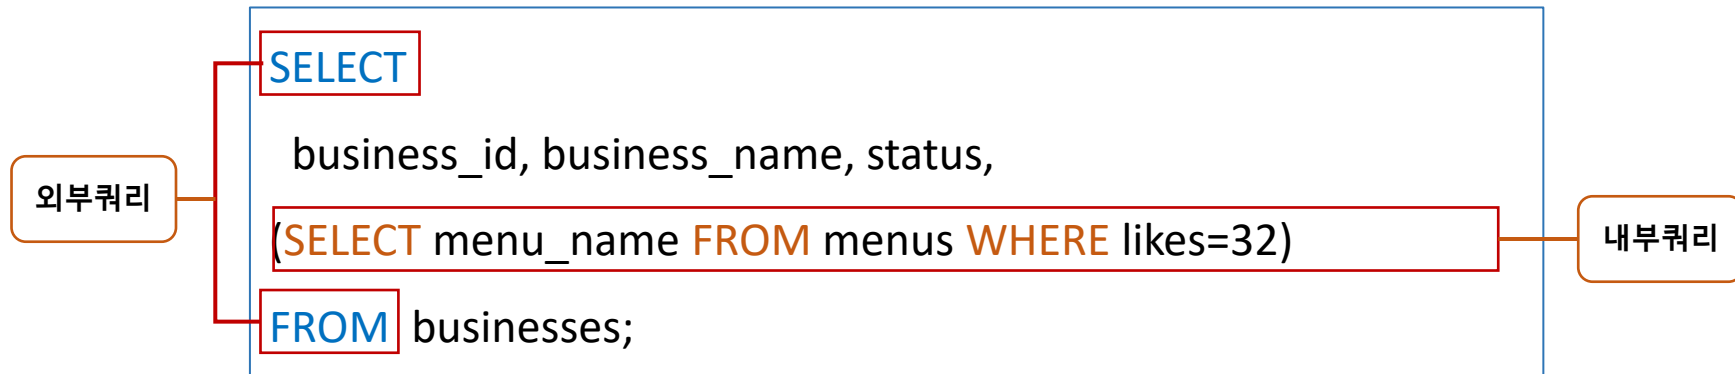 SELECT
business_id, business_name, status,
외부쿼리
(SELECT menu_name FROM menus WHERE likes=32)
내부쿼리
FROM businesses;